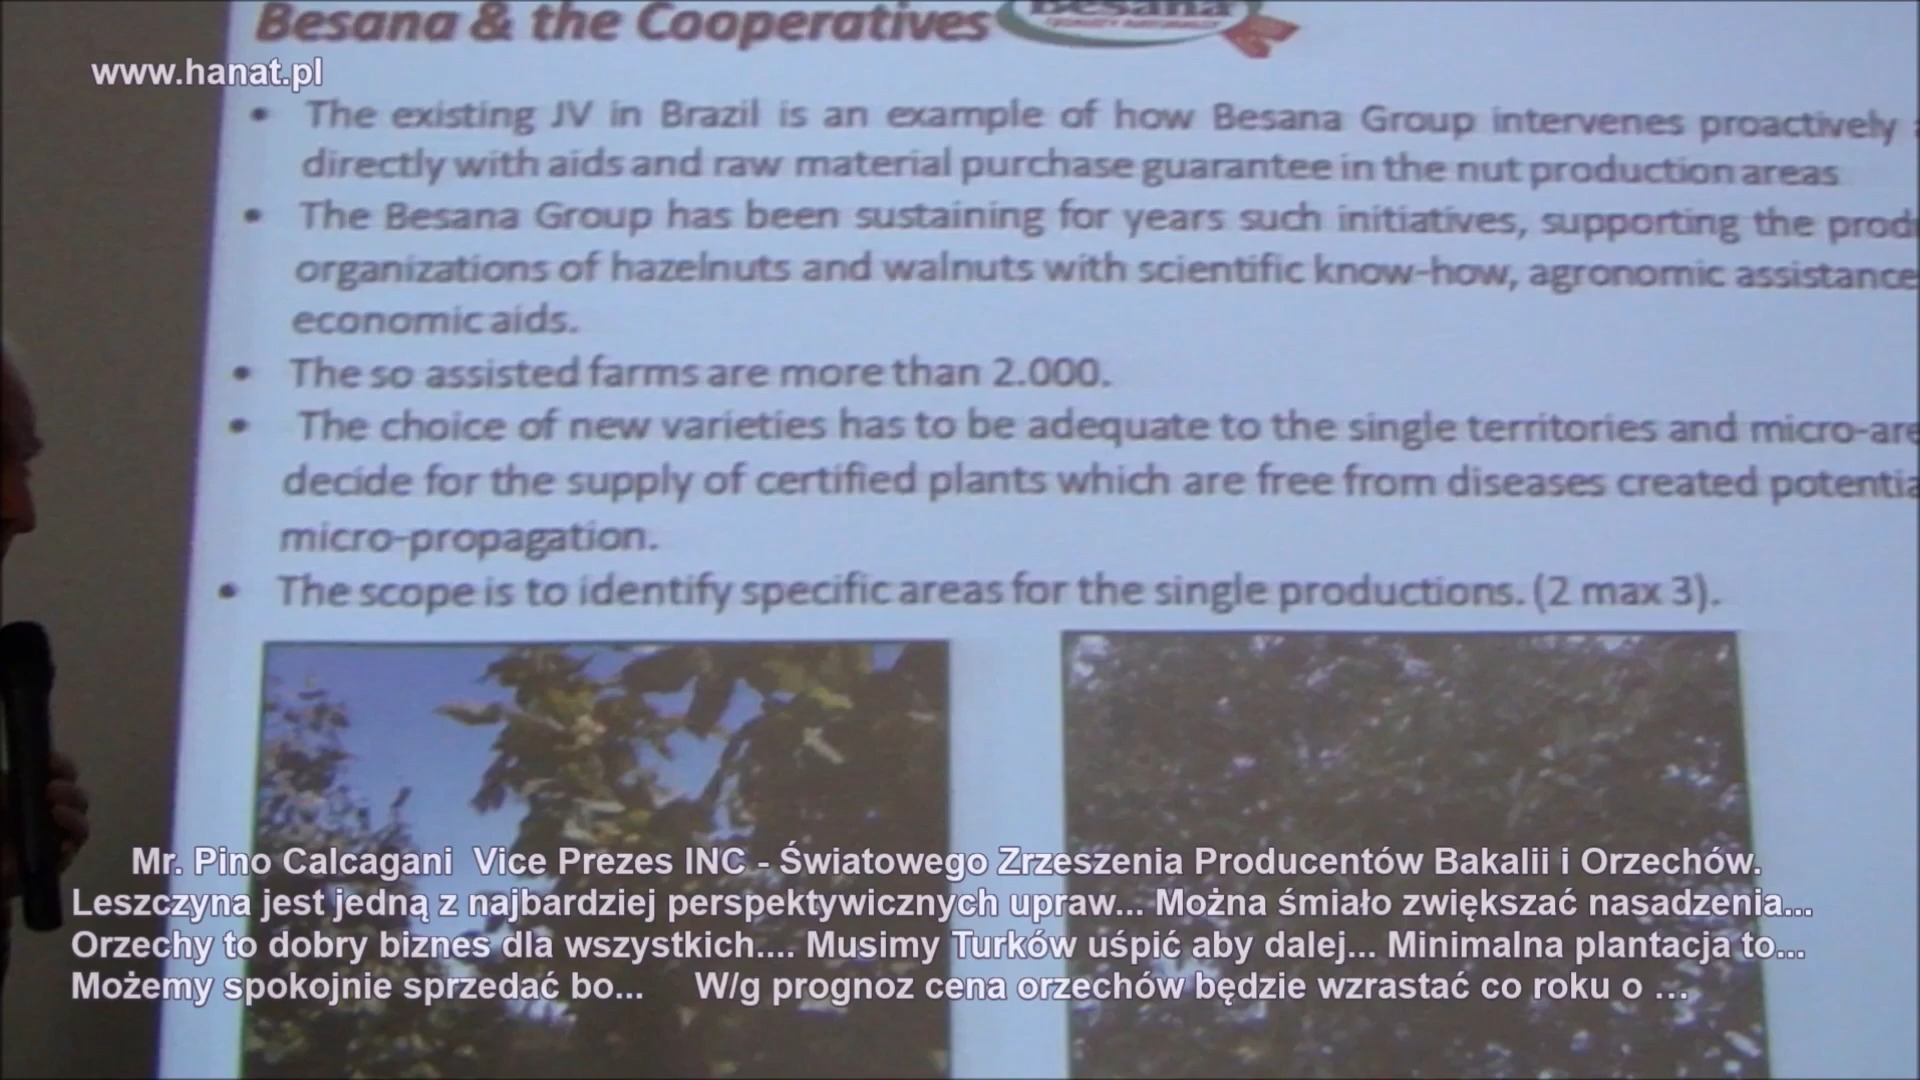 Besana & the Cooperatives
Besana
www.hanat.pl
• The existing JV in Brazil is an example of how Besana Group intervenes proactively
directly with aids and raw material purchase guarantee in the nut production areas
• The Besana Group has been sustaining for years such initiatives, supporting the
organizations of hazelnuts and walnuts with scientific know-how, agronomic assistance
economic aids.
• The so assisted farms are more than 2.000.
• The choice of new varieties has to be adequate to the single territories and
decide for the supply of certified plants which are free from diseases created
micro-propagation.
• The scope is to identify specific areas for the single productions. (2 max 3).
Mr. Pino Calcagani Vice Prezes INC - Światowego Zrzeszenia Producentów Bakalii i Orzechów.
Leszczyna jest jedną z najbardziej perspektywicznych upraw... Można śmiało zwiększać nasadzenia...
Orzechy to dobry biznes dla wszystkich.... Musimy Turków uśpić aby dalej... Minimalna plantacja to...
Możemy spokojnie sprzedać bo... W/g prognoz cena orzechów będzie wzrastać co roku o ...